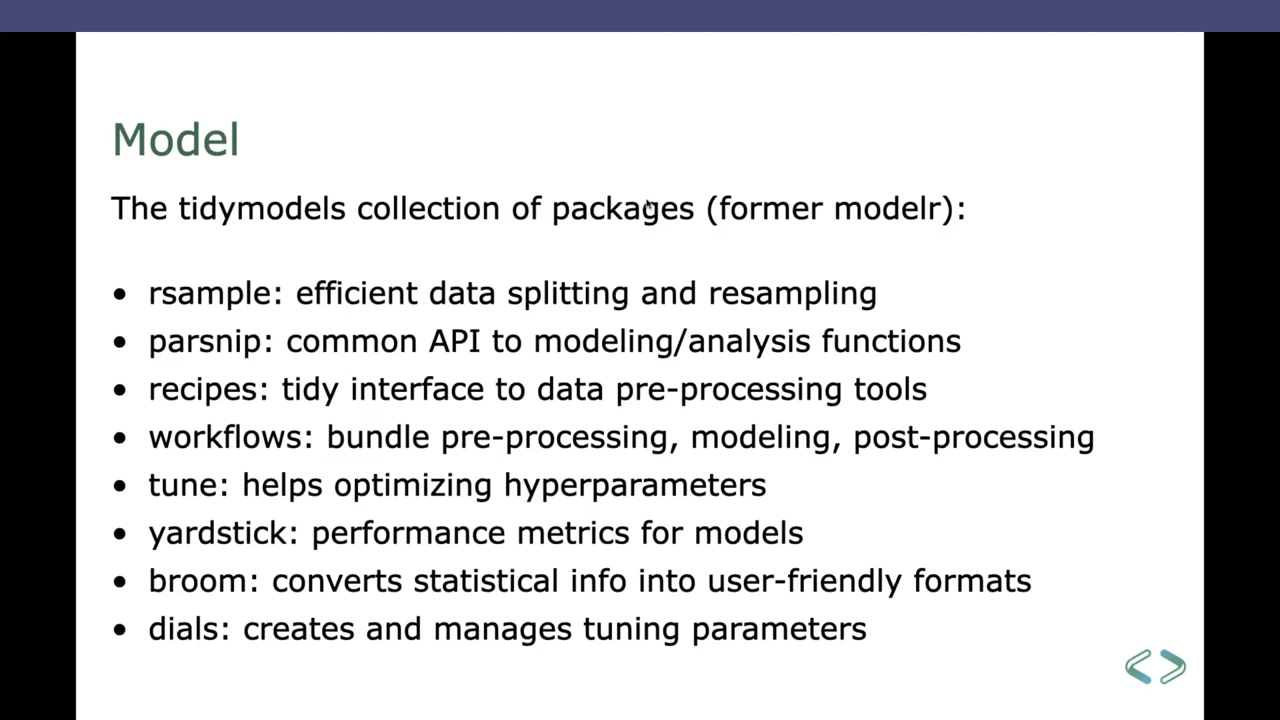 Model
The tidymodels collection of packages (former modelr):
• rsample: efficient data splitting and resampling
• parsnip: common API to modeling/analysis functions
• recipes: tidy interface to data pre-processing tools
• workflows: bundle pre-processing, modeling, post-processing
• tune: helps optimizing hyperparameters
• yardstick: performance metrics for models
• broom: converts statistical info into user-friendly formats
• dials: creates and manages tuning parameters